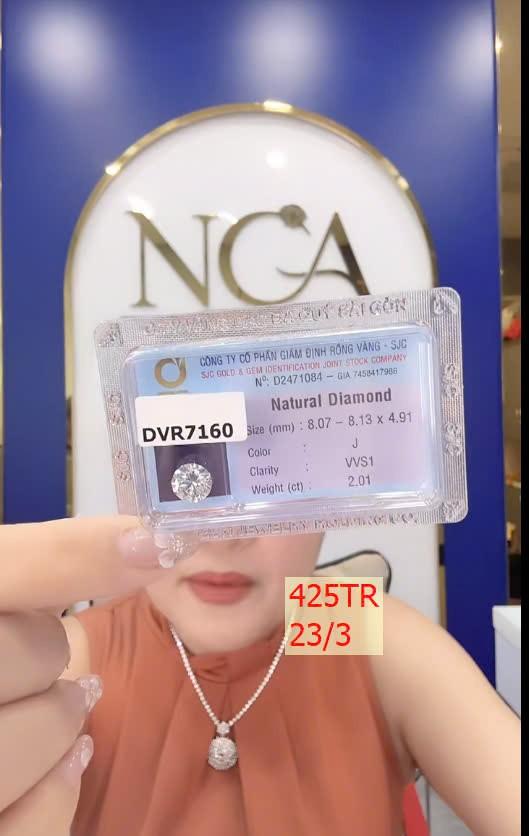 NCA
CÔNG TY CỔ PHẦN GIÁM ĐỊNH RỒNG VÀNG - SJC
SJC GOLD & GEM IDENTIFICATION JOINT STOCK COMPANY
Nº: D2471084 – GIA 7458417966
Natural Diamond
DVR7160
Size (mm) : 8.07 – 8.13 x 4.91
Color : J
Clarity : VVS1
Weight (ct) : 2.01
425TR
23/3